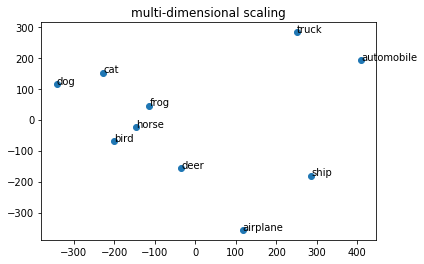 multi-dimensional scaling
300
200
100
0
−100
−200
−300
truck
automobile
cat
dog
frog
horse
bird
deer
ship
airplane
−300 −200 −100 0 100 200 300 400